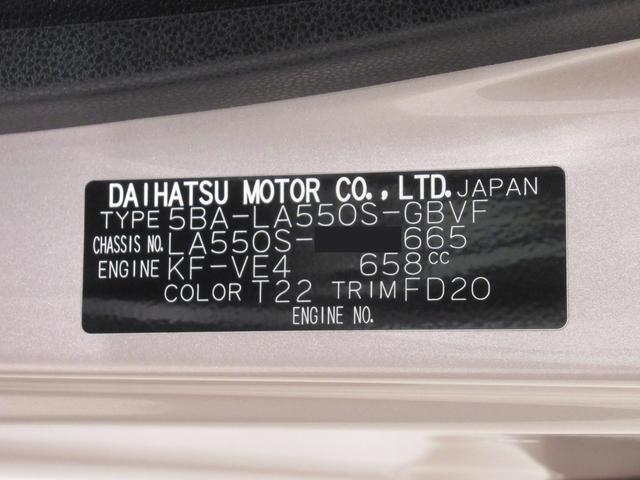 DAIHATSU MOTOR CO., LTD. JAPAN
TYPE 5BA-LA550S-GBVF
CHASSIS NO. LA550S- 665
ENGINE KF-VE4 658CC
COLOR T22 TRIM FD20
ENGINE NO.